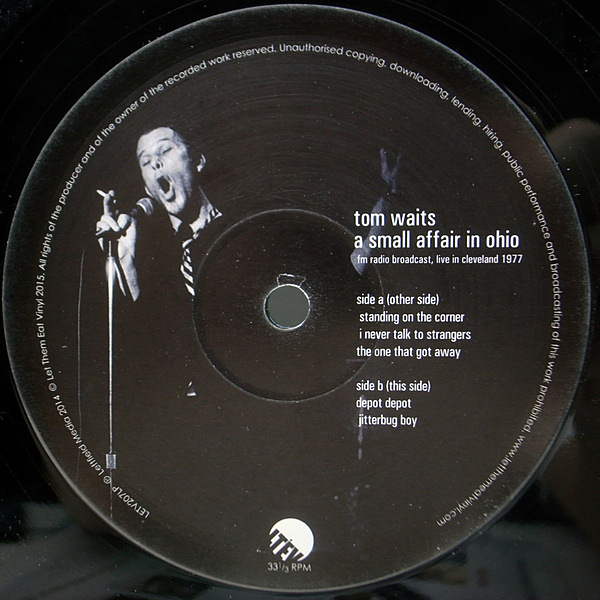 LETV207LP ℗ Leftfield Media 2014 © Let Them Eat Vinyl 2015. All rights of the producer and of the owner of the recorded work reserved. Unauthorised copying, downloading, lending, hiring, public performance and broadcasting of this work prohibited. www.letthemeatvinyl.com
tom waits
a small affair in ohio
fm radio broadcast, live in cleveland 1977
side a (other side)
standing on the corner
i never talk to strangers
the one that got away
side b (this side)
depot depot
jitterbug boy
LTEV
33 1/3 RPM